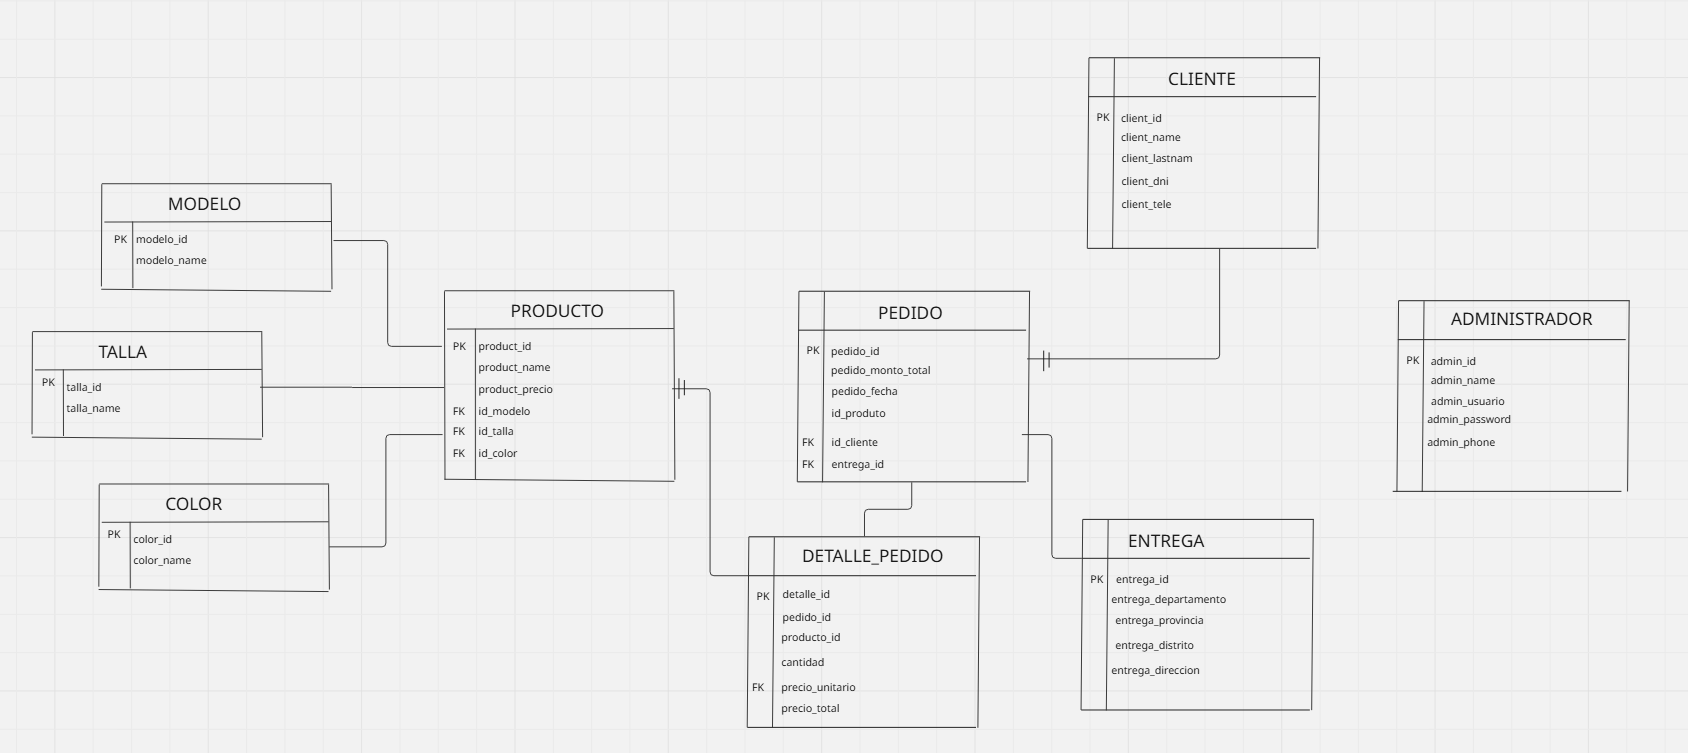 CLIENTE
PK client_id
client_name
client_lastnam
client_dni
client_tele
MODELO
PK modelo_id
modelo_name
TALLA
PK talla_id
talla_name
COLOR
PK color_id
color_name
PRODUCTO
PK product_id
product_name
product_precio
FK id_modelo
FK id_talla
FK id_color
PEDIDO
PK pedido_id
pedido_monto_total
pedido_fecha
id_produto
FK id_cliente
FK entrega_id
ADMINISTRADOR
PK admin_id
admin_name
admin_usuario
admin_password
admin_phone
DETALLE_PEDIDO
PK detalle_id
pedido_id
producto_id
cantidad
FK precio_unitario
precio_total
ENTREGA
PK entrega_id
entrega_departamento
entrega_provincia
entrega_distrito
entrega_direccion